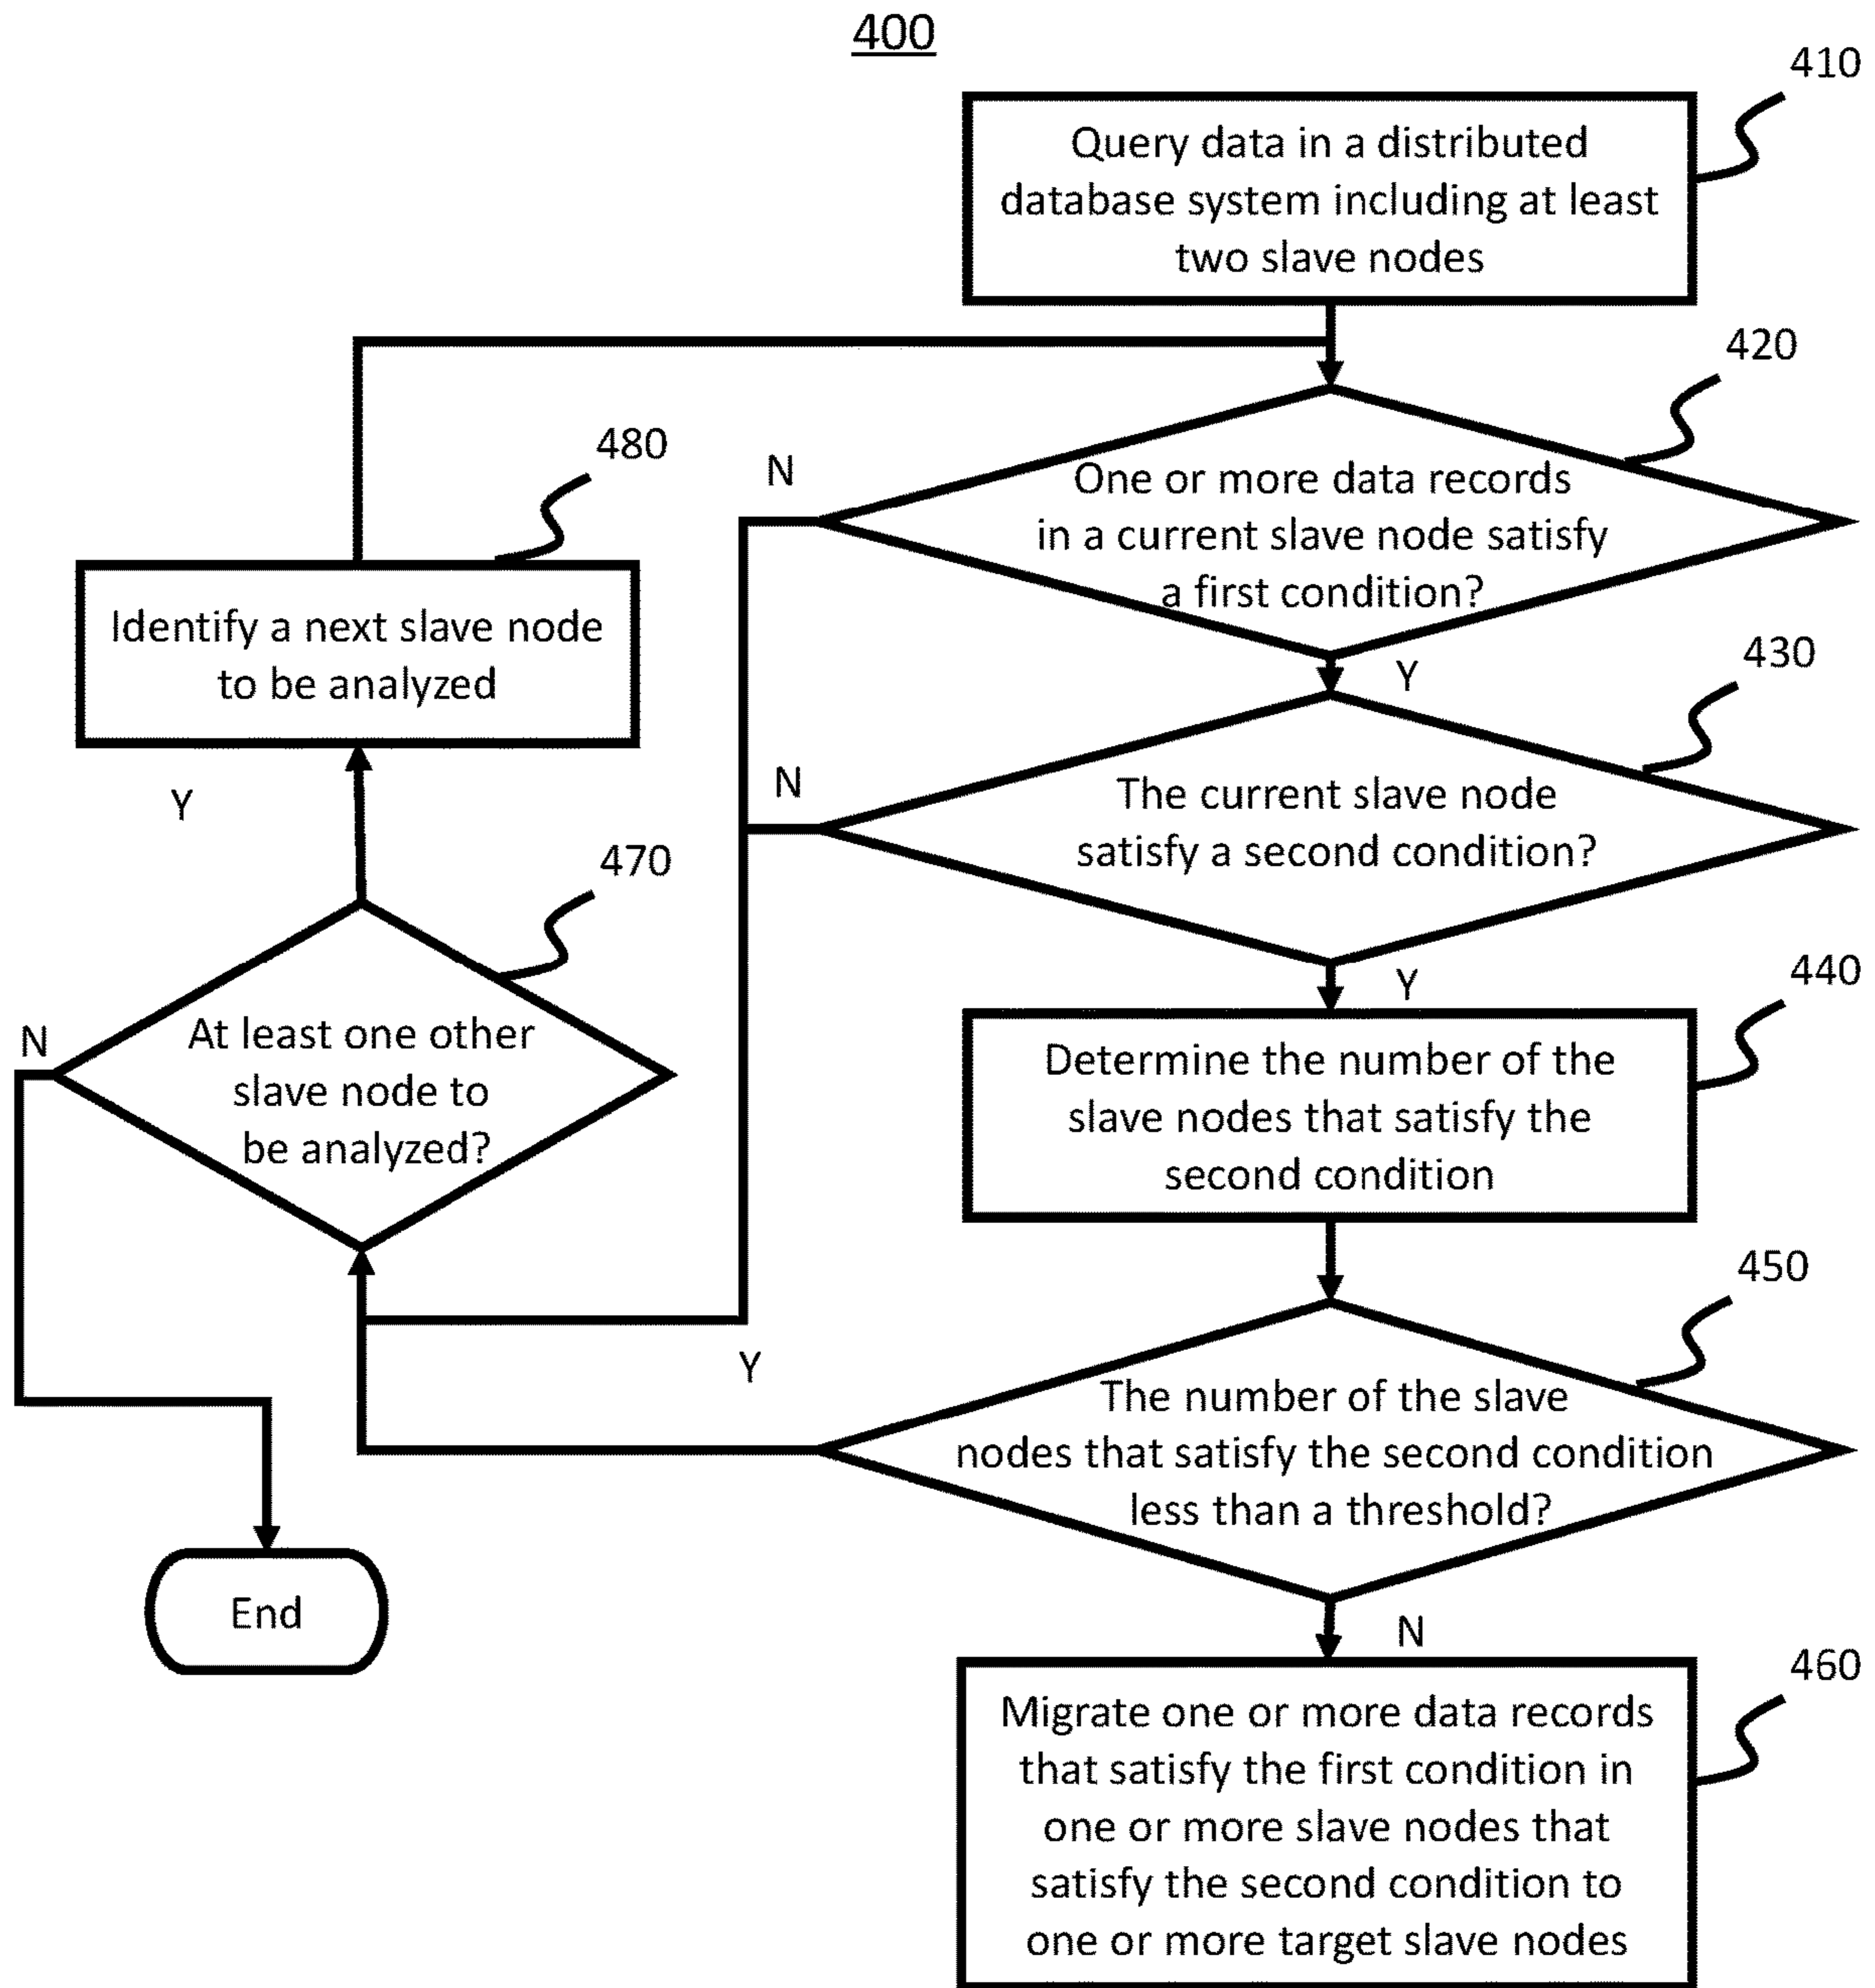 400
410
Query data in a distributed
database system including at least
two slave nodes
420
One or more data records
in a current slave node satisfy
a first condition?
N
Y
480
Identify a next slave node
to be analyzed
430
The current slave node
satisfy a second condition?
N
Y
Y
470
At least one other
slave node to
be analyzed?
N
440
Determine the number of the
slave nodes that satisfy the
second condition
450
The number of the slave
nodes that satisfy the second condition
less than a threshold?
Y
N
End
460
Migrate one or more data records
that satisfy the first condition in
one or more slave nodes that
satisfy the second condition to
one or more target slave nodes